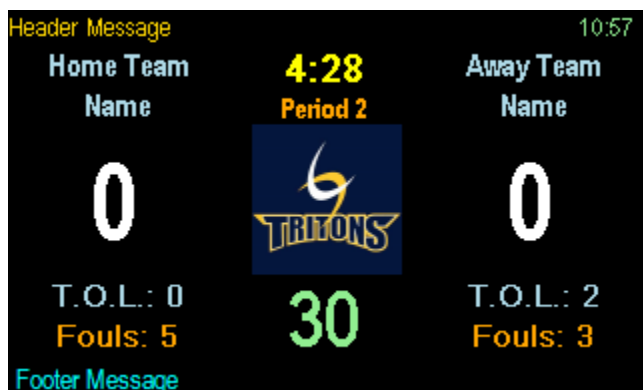 Header Message 10:57
Home Team 4:28 Away Team
Name Period 2 Name
0 0
TRITONS
T.O.L.: 0 30 T.O.L.: 2
Fouls: 5 Fouls: 3
Footer Message